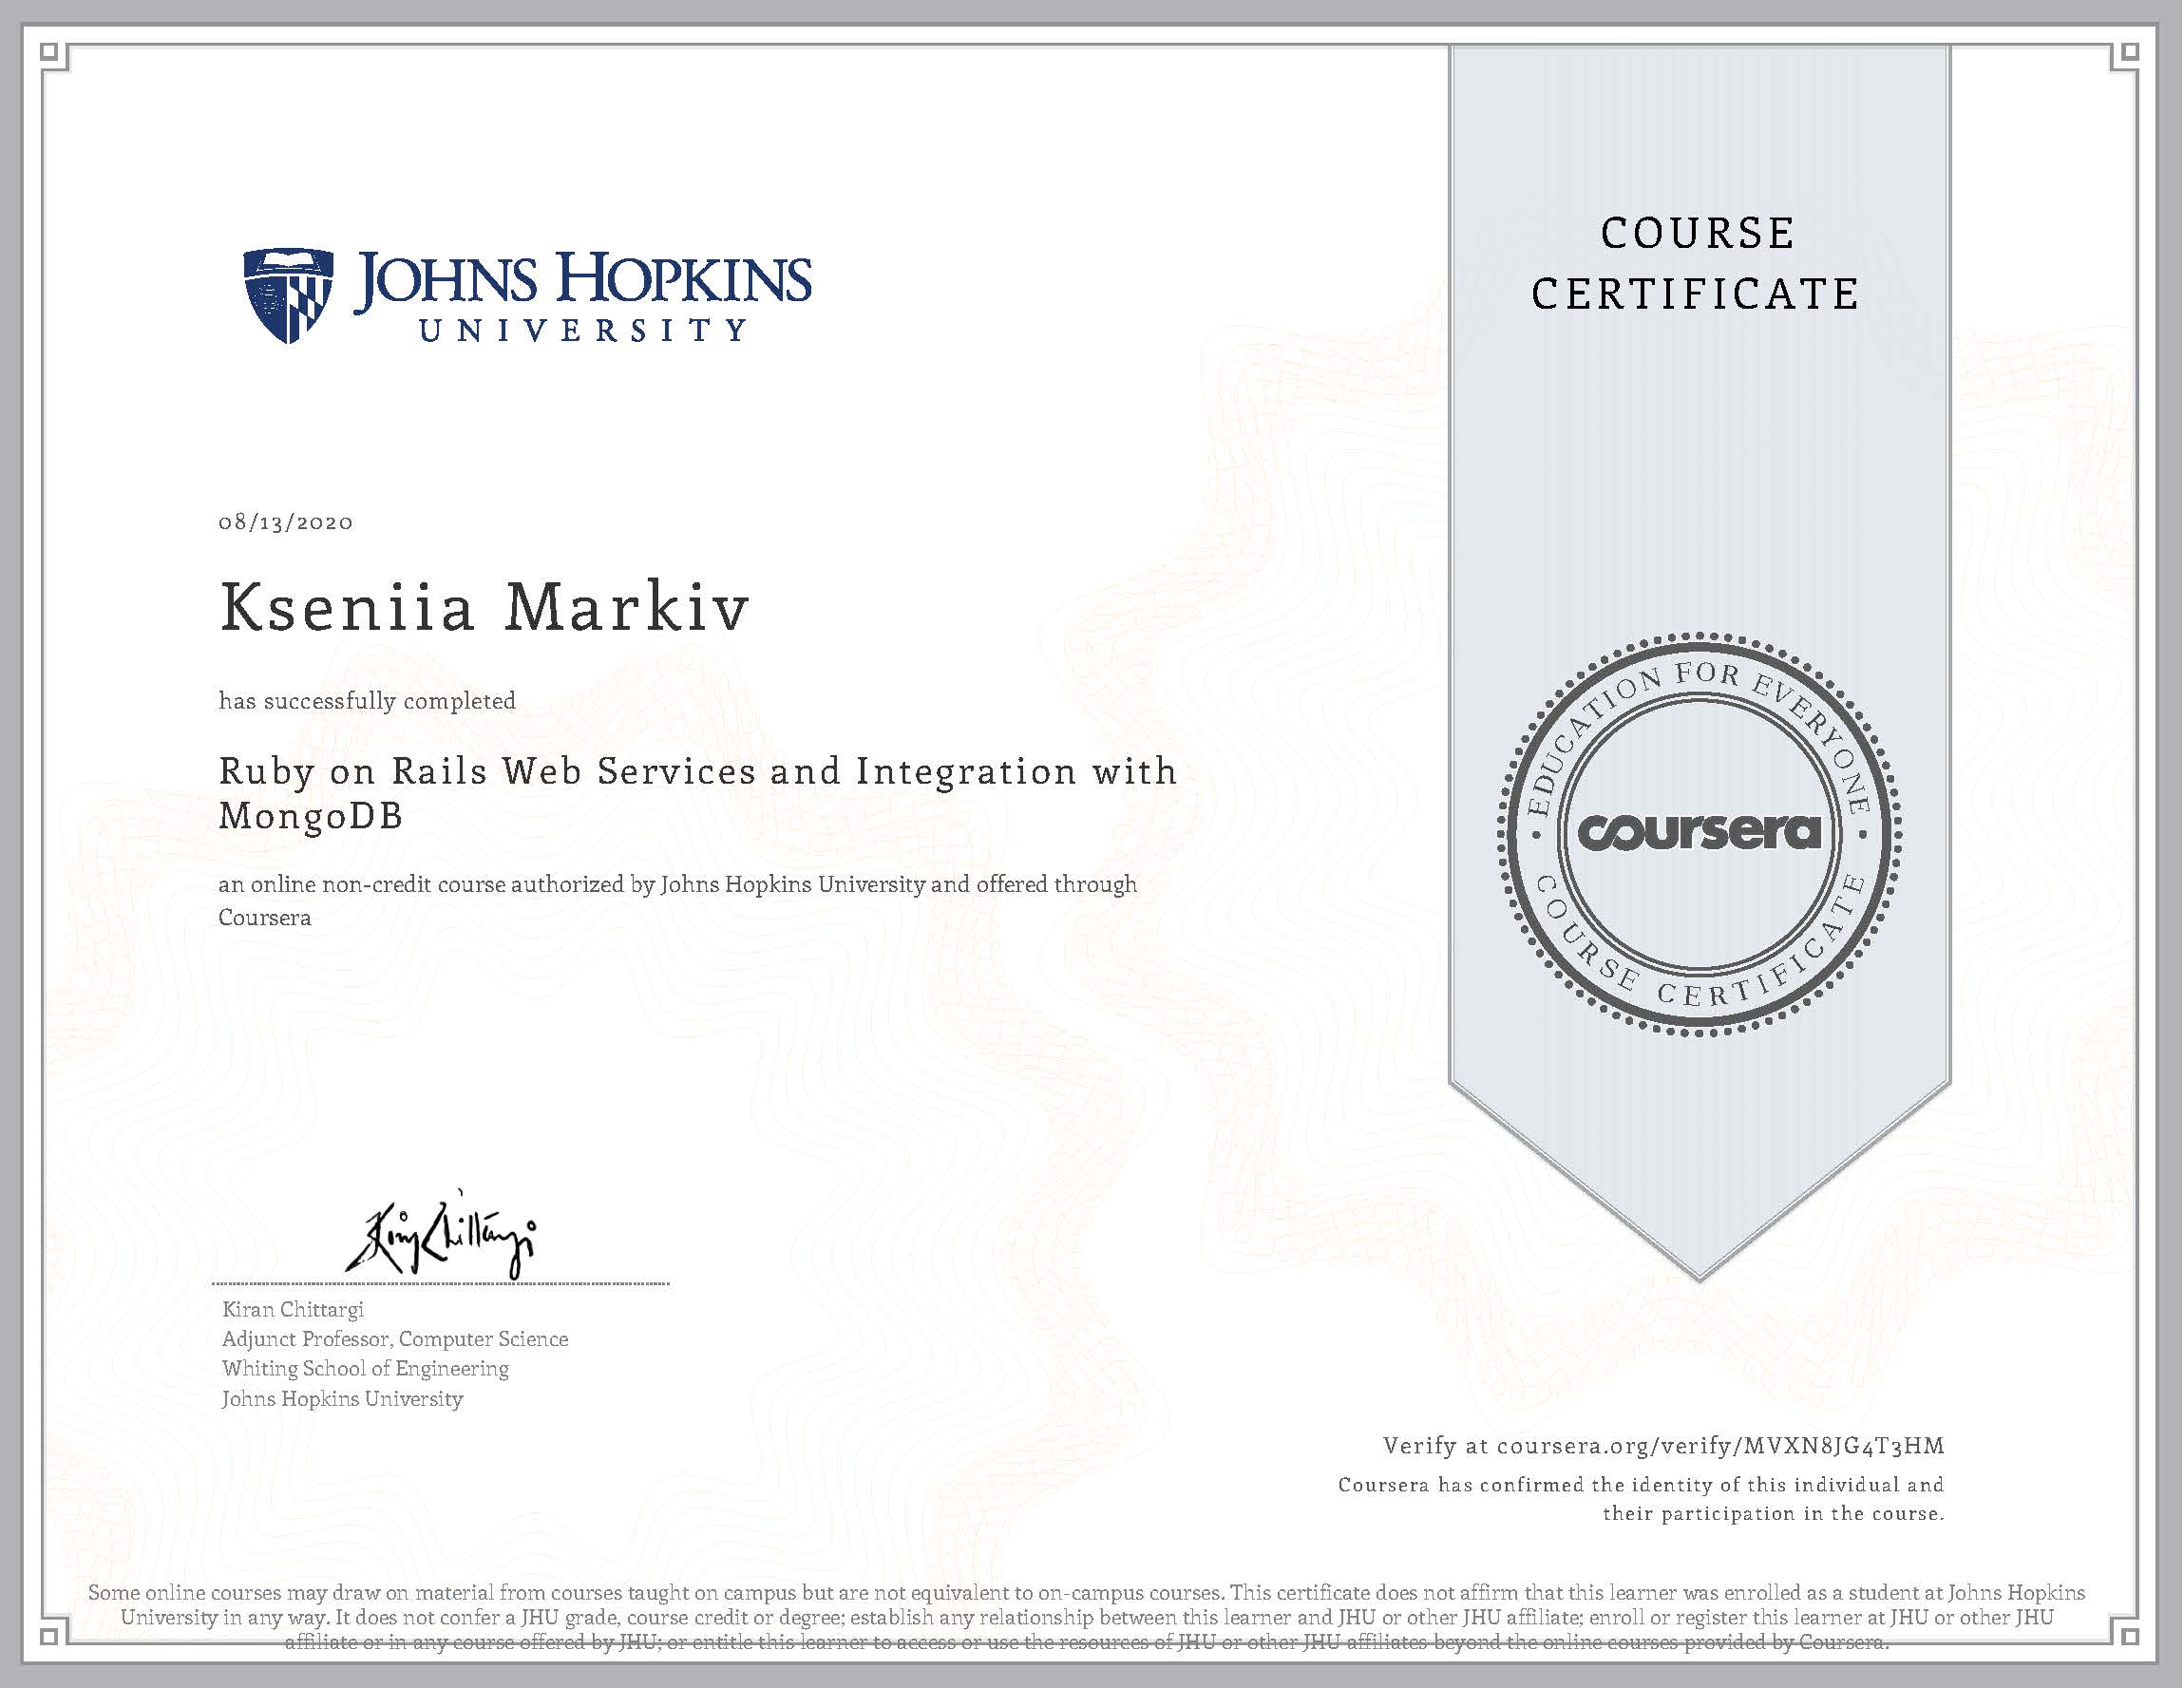 JOHNS HOPKINS
UNIVERSITY
COURSE
CERTIFICATE
08/13/2020
Kseniia Markiv
has successfully completed
Ruby on Rails Web Services and Integration with
MongoDB
an online non-credit course authorized by Johns Hopkins University and offered through
Coursera
EDUCATION FOR EVERYONE
coursera
COURSE CERTIFICATE
Kiran Chittargi
Kiran Chittargi
Adjunct Professor, Computer Science
Whiting School of Engineering
Johns Hopkins University
Verify at coursera.org/verify/MVXN8JG4T3HM
Coursera has confirmed the identity of this individual and
their participation in the course.
Some online courses may draw on material from courses taught on campus but are not equivalent to on-campus courses. This certificate does not affirm that this learner was enrolled as a student at Johns Hopkins
University in any way. It does not confer a JHU grade, course credit or degree; establish any relationship between this learner and JHU or other JHU affiliate; enroll or register this learner at JHU or other JHU
affiliate or in any course offered by JHU; or entitle this learner to access or use the resources of JHU or other JHU affiliates beyond the online courses provided by Coursera.